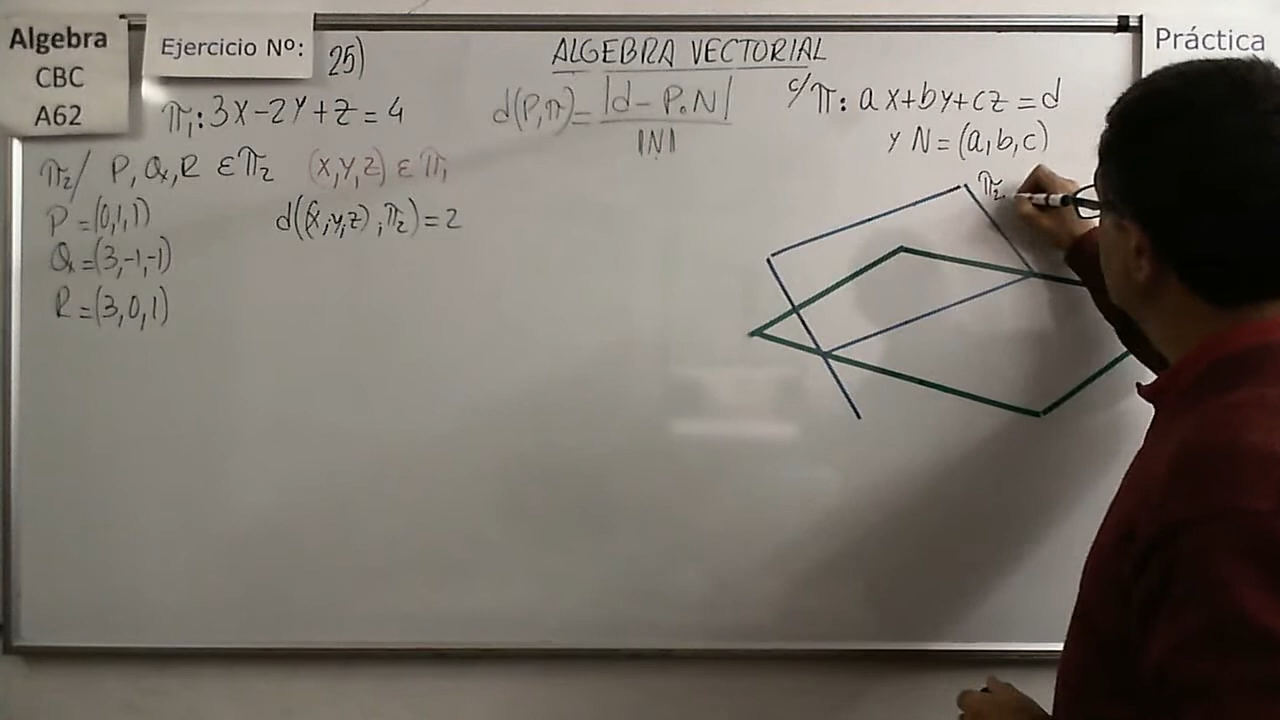 Algebra
CBC
A62
Ejercicio Nº:
25)
ALGEBRA VECTORIAL
Práctica
π₁: 3x-2y+z=4
d(P,π)= |d-P.N| / |N|
c/ π: ax+by+cz=d
y N=(a,b,c)
π₂/ P, Q, R ε π₂ (x,y,z) ε π₁
P=(0,1,1)
d((x,y,z),π₂)=2
Q=(3,-1,-1)
R=(3,0,1)
π₂